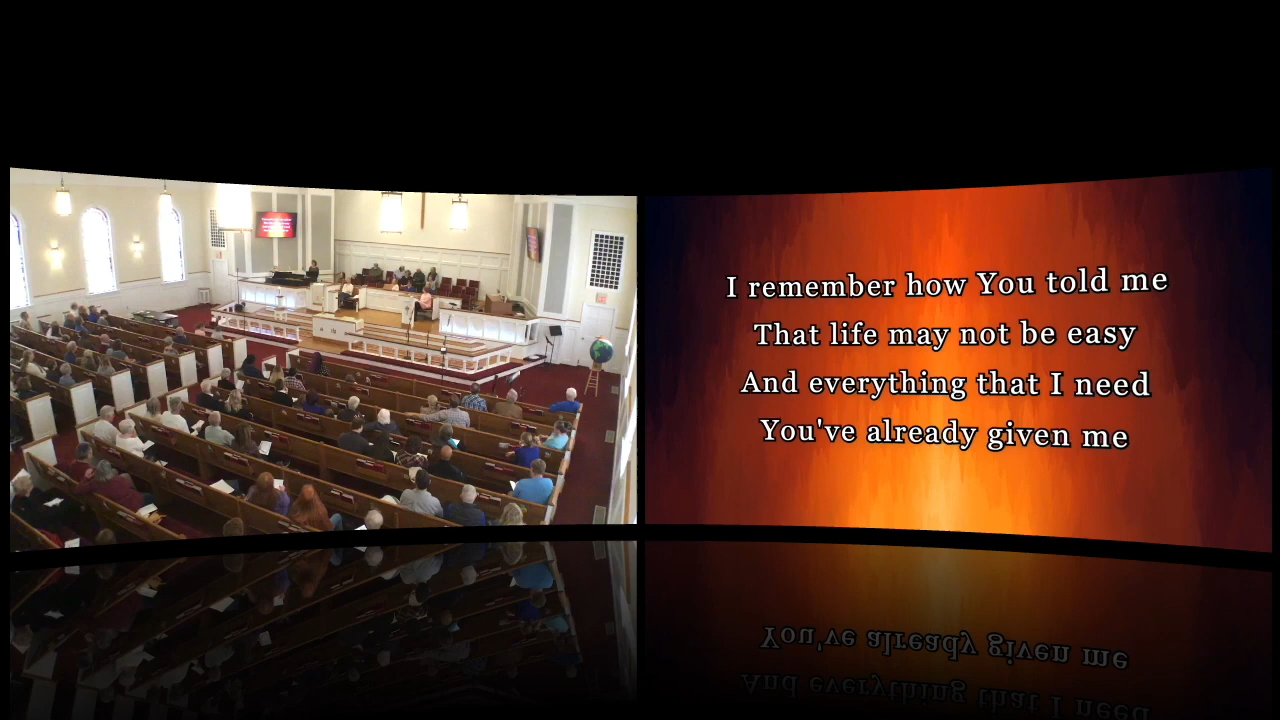 I remember how You told me
That life may not be easy
And everything that I need
You've already given me